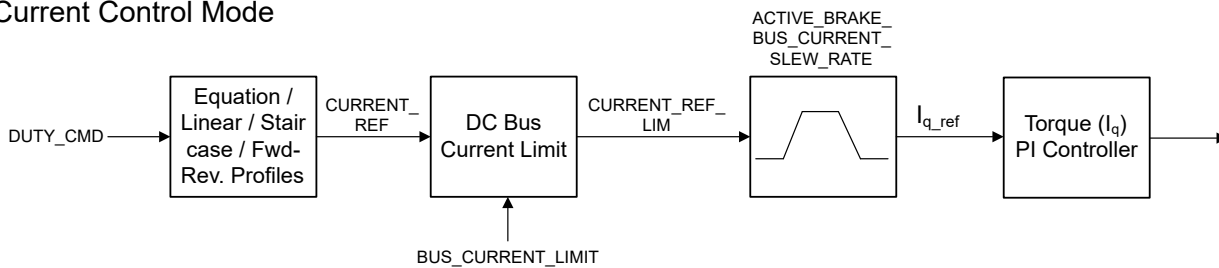 Current Control Mode
DUTY_CMD
Equation /
Linear / Stair
case / Fwd-
Rev. Profiles
CURRENT_
REF
DC Bus
Current Limit
BUS_CURRENT_LIMIT
CURRENT_REF_
LIM
ACTIVE_BRAKE_
BUS_CURRENT_
SLEW_RATE
Iq_ref
Torque (Iq)
PI Controller